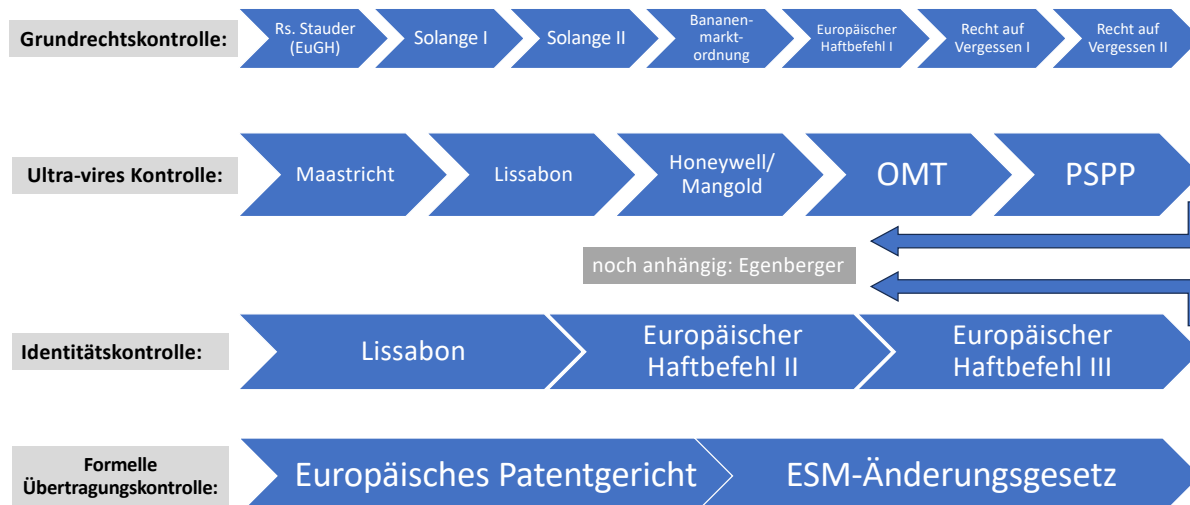 Grundrechtskontrolle:
Rs. Stauder
(EuGH)
Solange I
Solange II
Bananen-
markt-
ordnung
Europäischer
Haftbefehl I
Recht auf
Vergessen I
Recht auf
Vergessen II
Ultra-vires Kontrolle:
Maastricht
Lissabon
Honeywell/
Mangold
OMT
PSPP
noch anhängig: Egenberger
Identitätskontrolle:
Lissabon
Europäischer
Haftbefehl II
Europäischer
Haftbefehl III
Formelle
Übertragungskontrolle:
Europäisches Patentgericht
ESM-Änderungsgesetz